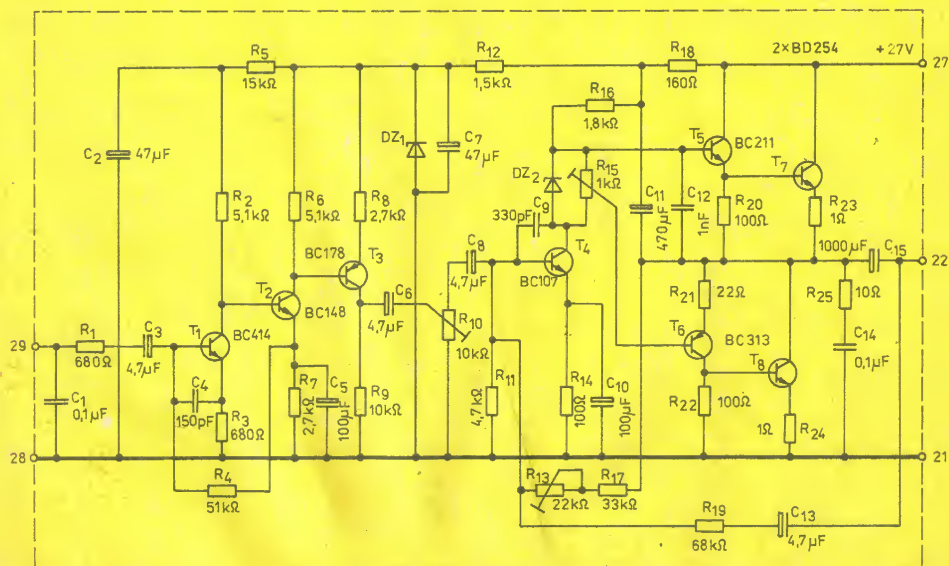 R5
15kΩ
R12
1,5kΩ
R18
160Ω
2×BD254
+27V
27
C2
47µF
R2
5,1kΩ
R6
5,1kΩ
R8
2,7kΩ
DZ1
C7
47µF
R16
1,8kΩ
DZ2
R15
1kΩ
C11
470µF
C12
1nF
T5
BC211
T7
R20
100Ω
R23
1Ω
330pF
C9
C8
4,7µF
T4
BC107
BC178
T3
C6
4,7µF
R10
10kΩ
T2
BC148
T1
BC414
29
R1
680Ω
C3
4,7µF
C1
0,1µF
C4
150pF
R3
680Ω
R7
2,7kΩ
C5
100µF
R9
10kΩ
R11
4,7kΩ
R14
100Ω
C10
100µF
1000µF
C15
22
R21
22Ω
T6
BC313
T8
R22
100Ω
1Ω
R24
R25
10Ω
C14
0,1µF
28
21
R4
51kΩ
R13
22kΩ
R17
33kΩ
R19
68kΩ
C13
4,7µF